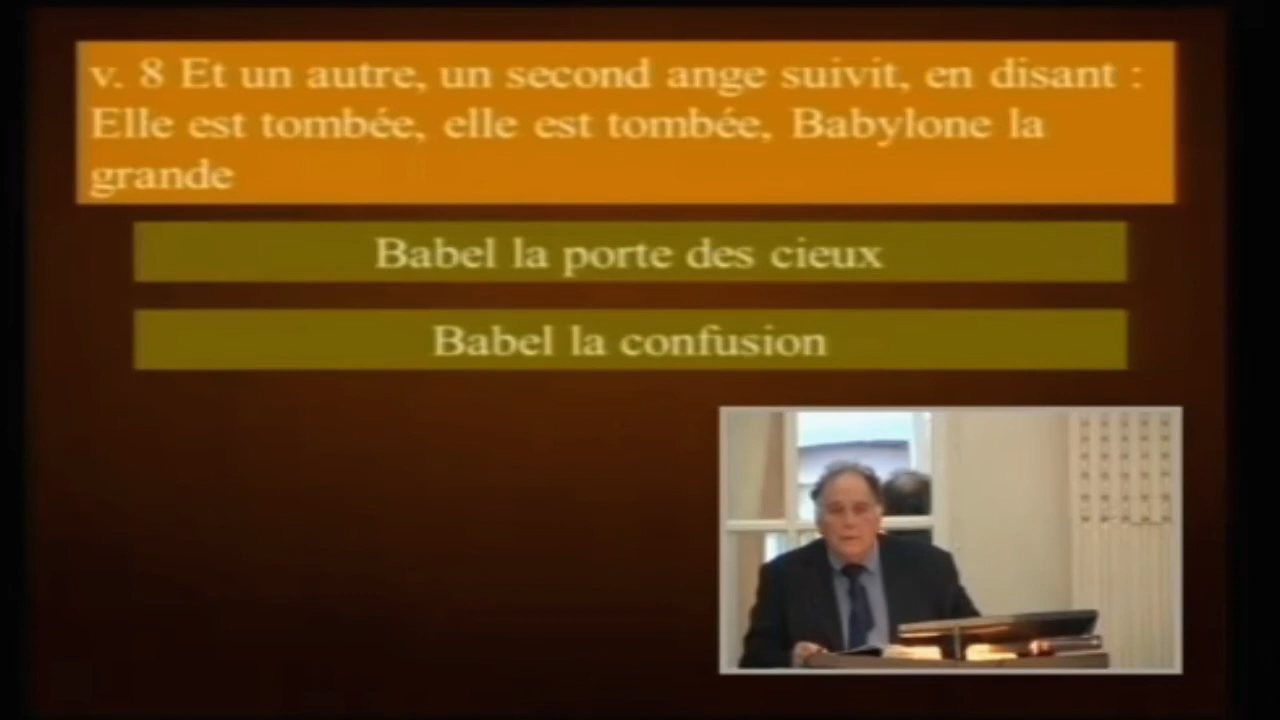 v. 8 Et un autre, un second ange suivit, en disant :
Elle est tombée, elle est tombée, Babylone la
grande
Babel la porte des cieux
Babel la confusion